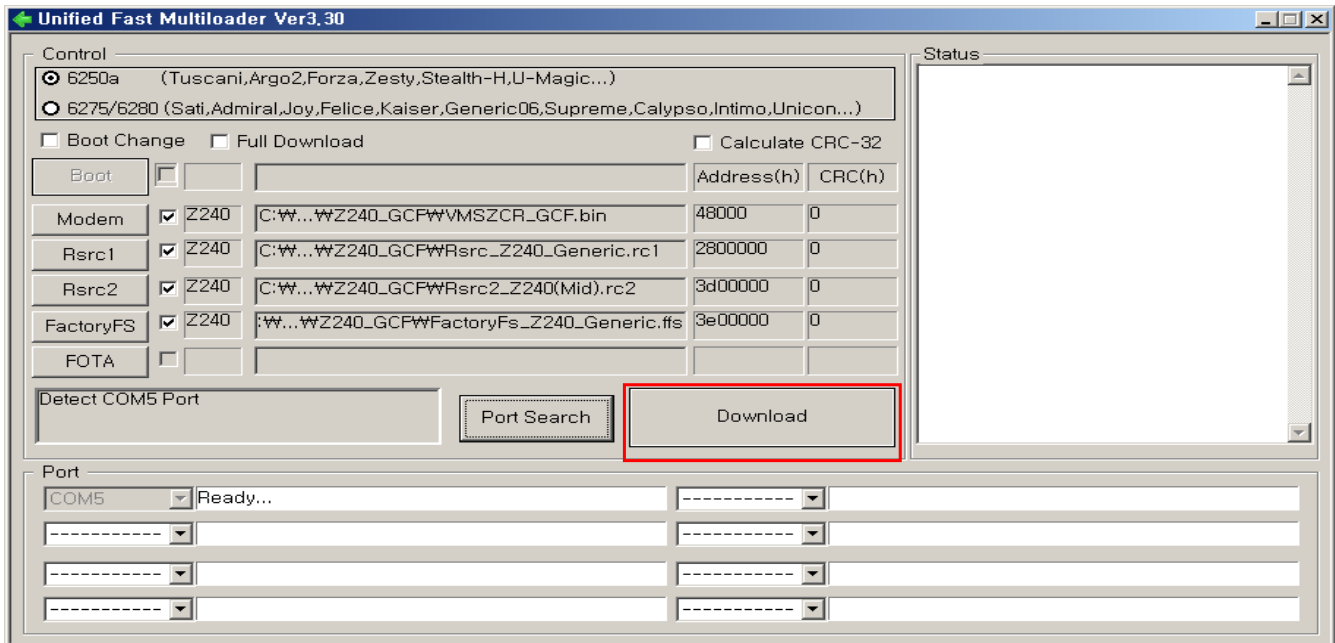 Unified Fast Multiloader Ver3.30
Control
6250a (Tuscani,Argo2,Forza,Zesty,Stealth-H,U-Magic...)
6275/6280 (Sati,Admiral,Joy,Felice,Kaiser,Generic06,Supreme,Calypso,Intimo,Unicon...)
Boot Change Full Download Calculate CRC-32
Boot Address(h) CRC(h)
Modem Z240 C:₩...₩Z240_GCF₩VMSZCR_GCF.bin 48000 0
Rsrc1 Z240 C:₩...₩Z240_GCF₩Rsrc_Z240_Generic.rc1 2800000 0
Rsrc2 Z240 C:₩...₩Z240_GCF₩Rsrc2_Z240(Mid).rc2 3d00000 0
FactoryFS Z240 :₩...₩Z240_GCF₩FactoryFs_Z240_Generic.ffs 3e00000 0
FOTA
Detect COM5 Port
Port Search Download
Status
Port
COM5 Ready... -----------
----------- -----------
----------- -----------
----------- -----------